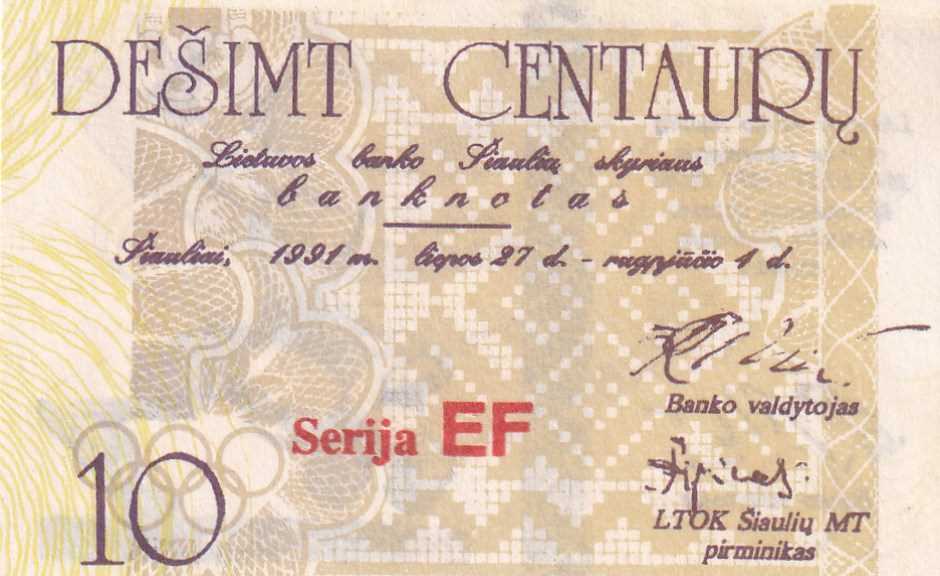 DEŠIMT CENTAURŲ
Lietuvos banko Šiaulių skyriaus
banknotas
Šiauliai, 1991 m. liepos 27 d. - rugpjūčio 1 d.
Banko valdytojas
Serija EF
LTOK Šiaulių MT
pirminikas
10